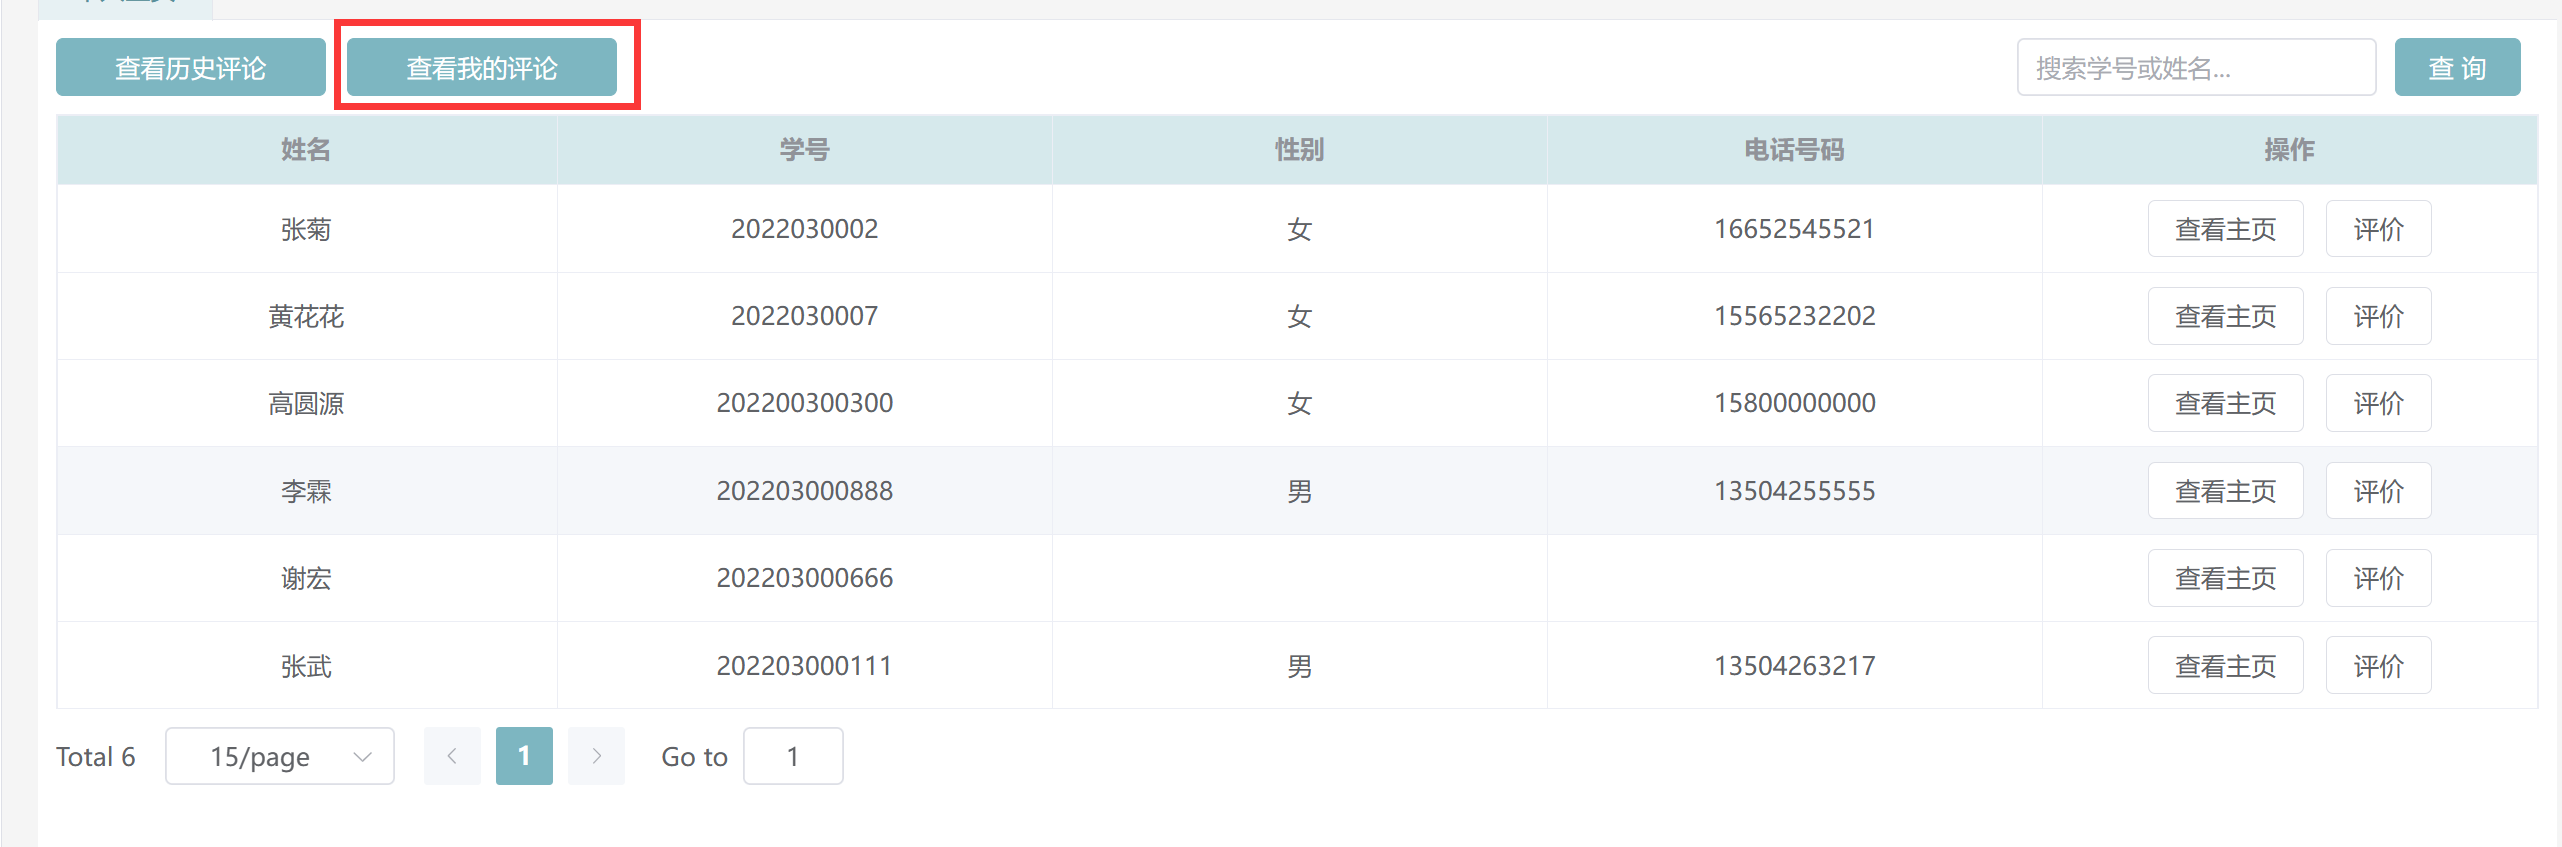 查看历史评论 查看我的评论 搜索学号或姓名... 查 询
姓名 学号 性别 电话号码 操作
张菊 2022030002 女 16652545521 查看主页 评价
黄花花 2022030007 女 15565232202 查看主页 评价
高圆源 202200300300 女 15800000000 查看主页 评价
李霖 202203000888 男 13504255555 查看主页 评价
谢宏 202203000666 查看主页 评价
张武 202203000111 男 13504263217 查看主页 评价
Total 6 15/page 1 Go to 1